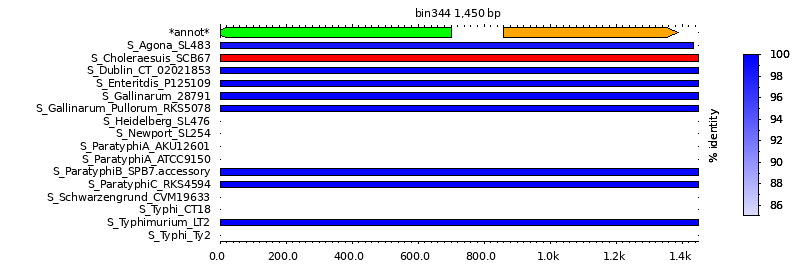 bin344 1,450 bp
*annot*
S_Agona_SL483
S_Choleraesuis_SCB67
S_Dublin_CT_02021853
S_Enteritdis_P125109
S_Gallinarum_28791
S_Gallinarum_Pullorum_RKS5078
S_Heidelberg_SL476
S_Newport_SL254
S_ParatyphiA_AKU12601
S_ParatyphiA_ATCC9150
S_ParatyphiB_SPB7.accessory
S_ParatyphiC_RKS4594
S_Schwarzengrund_CVM19633
S_Typhi_CT18
S_Typhimurium_LT2
S_Typhi_Ty2
0.0 200.0 400.0 600.0 800.0 1.0k 1.2k 1.4k
% identity
100
98
96
94
92
90
88
86